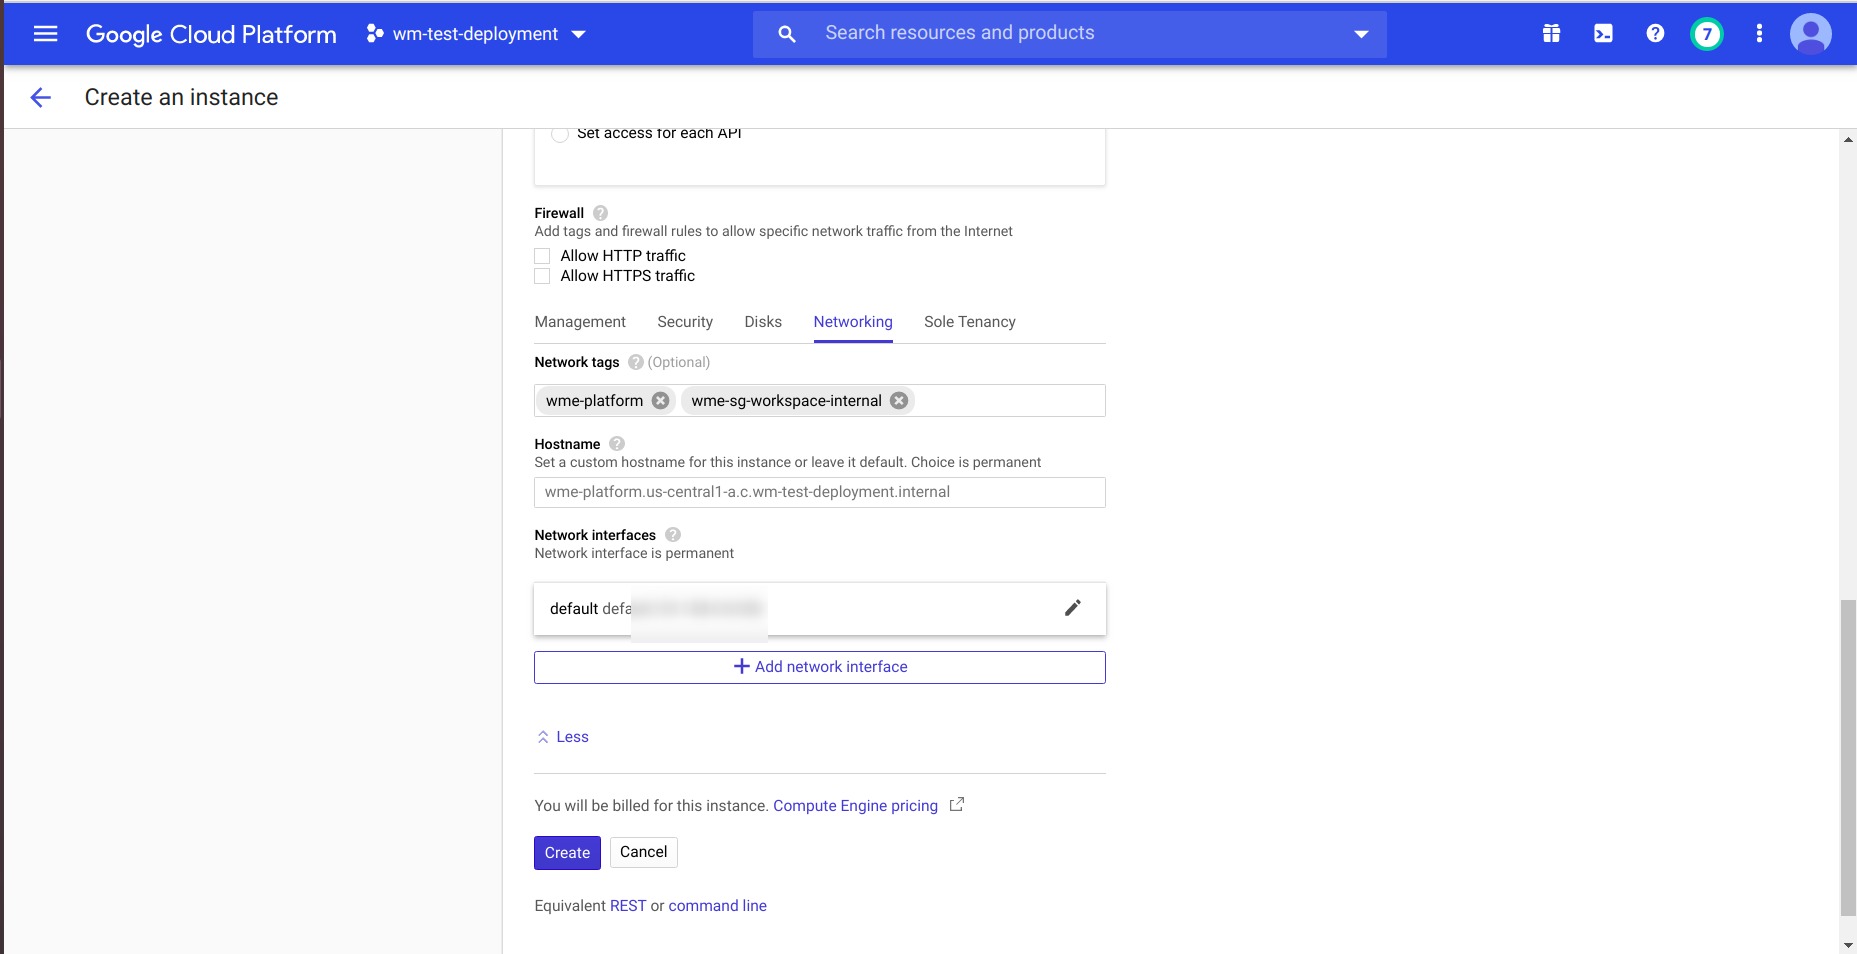 Google Cloud Platform wm-test-deployment Search resources and products 7
Create an instance
Set access for each API
Firewall
Add tags and firewall rules to allow specific network traffic from the Internet
Allow HTTP traffic
Allow HTTPS traffic
Management Security Disks Networking Sole Tenancy
Network tags (Optional)
wme-platform wme-sg-workspace-internal
Hostname
Set a custom hostname for this instance or leave it default. Choice is permanent
wme-platform.us-central1-a.c.wm-test-deployment.internal
Network interfaces
Network interface is permanent
default defa
+ Add network interface
Less
You will be billed for this instance. Compute Engine pricing
Create Cancel
Equivalent REST or command line